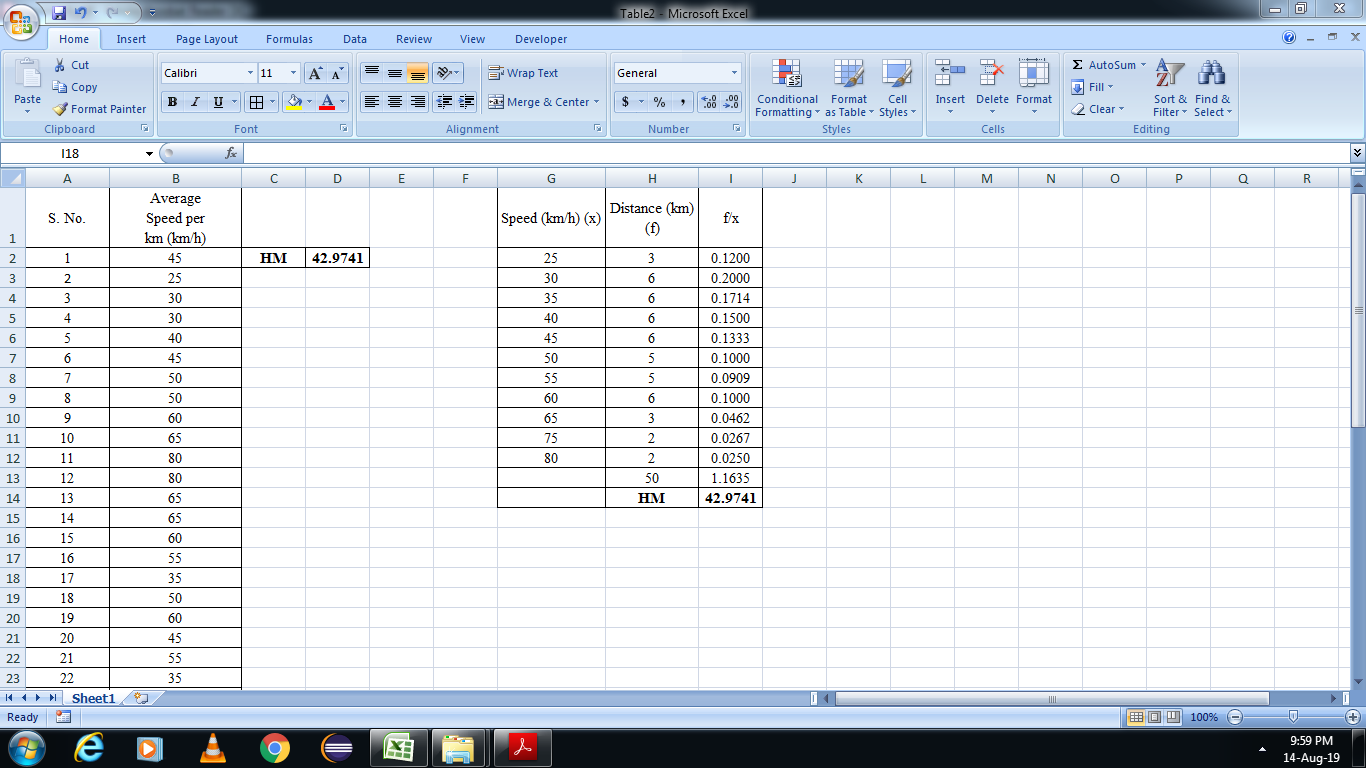 Table2 - Microsoft Excel
Home Insert Page Layout Formulas Data Review View Developer
Paste
Cut
Copy
Format Painter
Clipboard
Calibri 11
B I U
Font
Wrap Text
Merge & Center
Alignment
General
$ % ,
Number
Conditional Formatting
Format as Table
Cell Styles
Styles
Insert Delete Format
Cells
Σ AutoSum
Fill
Clear
Sort & Filter
Find & Select
Editing
I18 fx
A B C D E F G H I J K L M N O P Q R
1 S. No. Average Speed per km (km/h) Speed (km/h) (x) Distance (km) (f) f/x
2 1 45 HM 42.9741 25 3 0.1200
3 2 25 30 6 0.2000
4 3 30 35 6 0.1714
5 4 30 40 6 0.1500
6 5 40 45 6 0.1333
7 6 45 50 5 0.1000
8 7 50 55 5 0.0909
9 8 50 60 6 0.1000
10 9 60 65 3 0.0462
11 10 65 75 2 0.0267
12 11 80 80 2 0.0250
13 12 80 50 1.1635
14 13 65 HM 42.9741
15 14 65
16 15 60
17 16 55
18 17 35
19 18 50
20 19 60
21 20 45
22 21 55
23 22 35
Sheet1
Ready 100%
9:59 PM
14-Aug-19